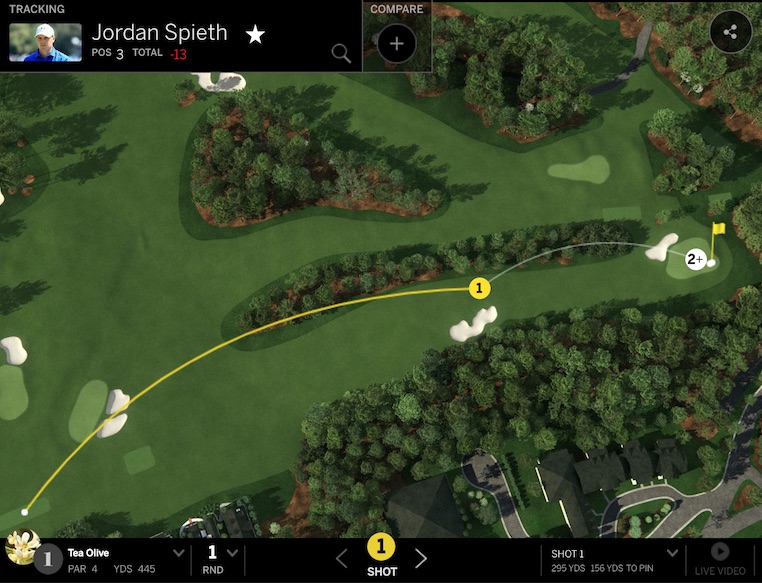 TRACKING
COMPARE
Jordan Spieth
POS 3 TOTAL -13
1
2+
1
Tea Olive
PAR 4 YDS 445
1
RND
1
SHOT
SHOT 1
295 YDS 156 YDS TO PIN
LIVE VIDEO